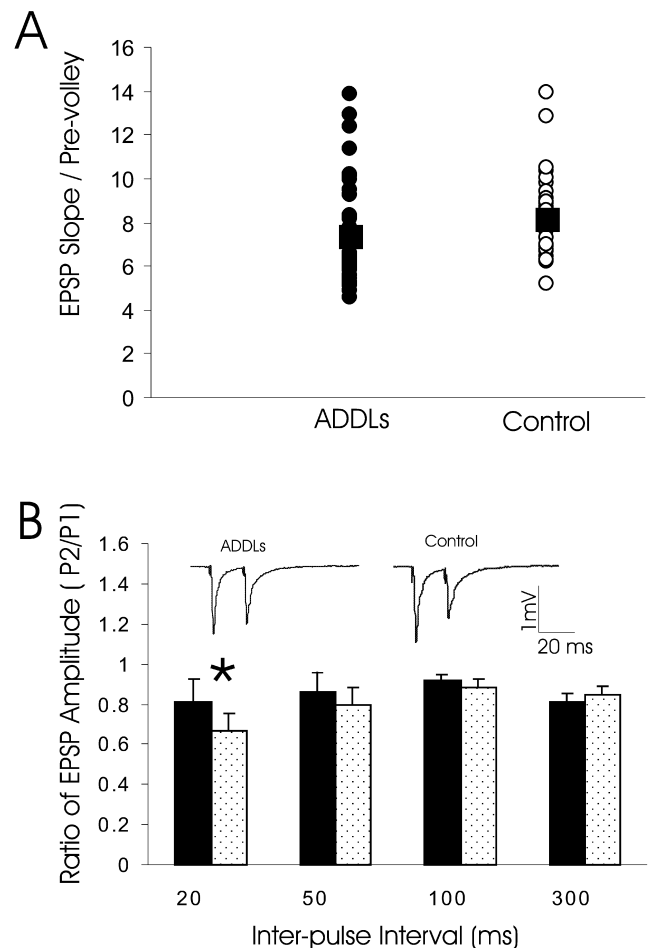 A
EPSP Slope / Pre-volley
16
14
12
10
8
6
4
2
0
ADDLs
Control
B
Ratio of EPSP Amplitude ( P2/P1)
1.6
1.4
1.2
1
0.8
0.6
0.4
0.2
0
ADDLs
Control
1mV
20 ms
*
20
50
100
300
Inter-pulse Interval (ms)